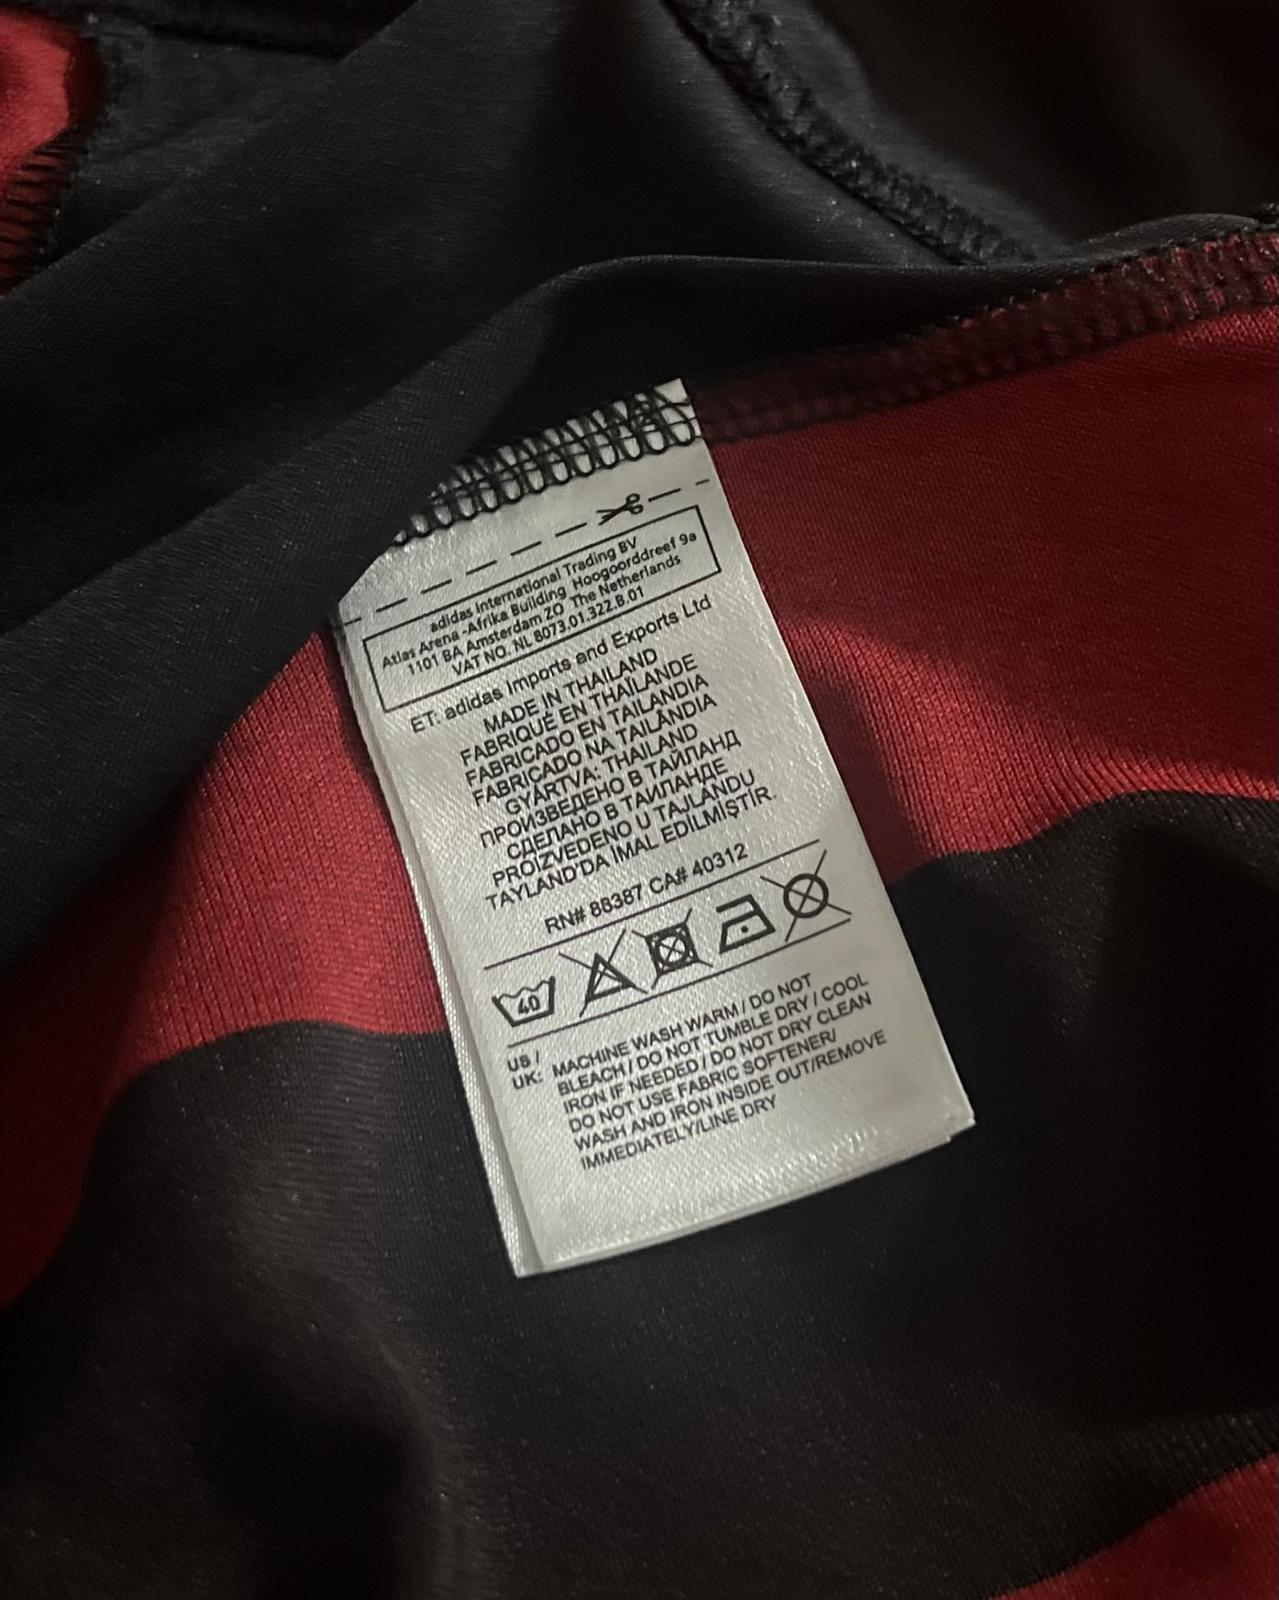 adidas International Trading BV
Atlas Arena -Afrika Building Hoogoorddreef 9a
1101 BA Amsterdam ZO The Netherlands
VAT NO. NL 8073.01.322.B.01
ET: adidas Imports and Exports Ltd
MADE IN THAILAND
FABRIQUÉ EN THAÏLANDE
FABRICADO EN TAILANDIA
FABRICADO NA TAILÂNDIA
GYÁRTVA: THAILAND
ПРОИЗВЕДЕНО В ТАЙЛАНД
СДЕЛАНО В ТАИЛАНДЕ
PROIZVEDENO U TAJLANDU
TAYLAND'DA IMAL EDİLMİŞTİR.
RN# 88387 CA# 40312
40
US / MACHINE WASH WARM / DO NOT
UK: BLEACH / DO NOT TUMBLE DRY / COOL
IRON IF NEEDED / DO NOT DRY CLEAN
DO NOT USE FABRIC SOFTENER/
WASH AND IRON INSIDE OUT/REMOVE
IMMEDIATELY/LINE DRY